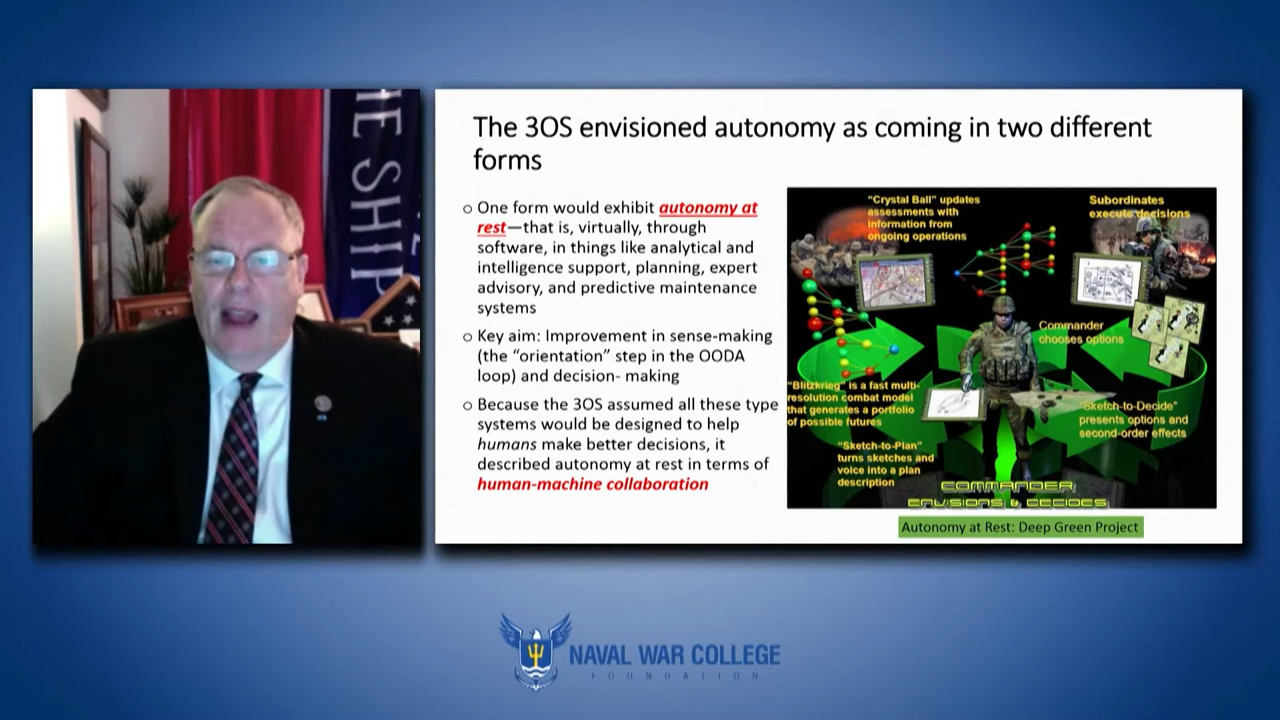 HE SHIP
The 3OS envisioned autonomy as coming in two different
forms
One form would exhibit autonomy at
rest—that is, virtually, through
software, in things like analytical and
intelligence support, planning, expert
advisory, and predictive maintenance
systems
Key aim: Improvement in sense-making
(the “orientation” step in the OODA
loop) and decision- making
Because the 3OS assumed all these type
systems would be designed to help
humans make better decisions, it
described autonomy at rest in terms of
human-machine collaboration
"Crystal Ball" updates
assessments with
information from
ongoing operations
Subordinates
execute decisions
Commander
chooses options
"Blitzkrieg" is a fast multi-
resolution combat model
that generates a portfolio
of possible futures
"Sketch-to-Decide"
presents options and
second-order effects
"Sketch-to-Plan"
turns sketches and
voice into a plan
description
COMMANDER
ENVISIONS & DECIDES
Autonomy at Rest: Deep Green Project
NAVAL WAR COLLEGE
FOUNDATION